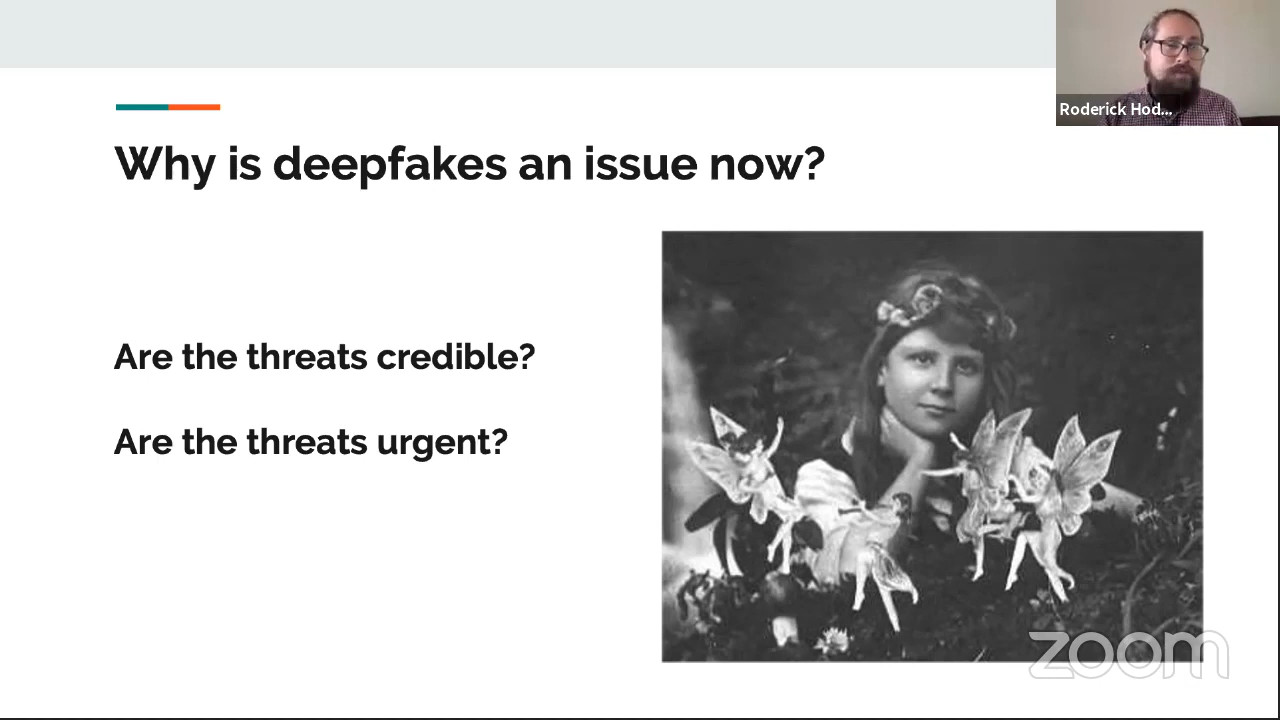 Roderick Hod...
Why is deepfakes an issue now?
Are the threats credible?
Are the threats urgent?
zoom